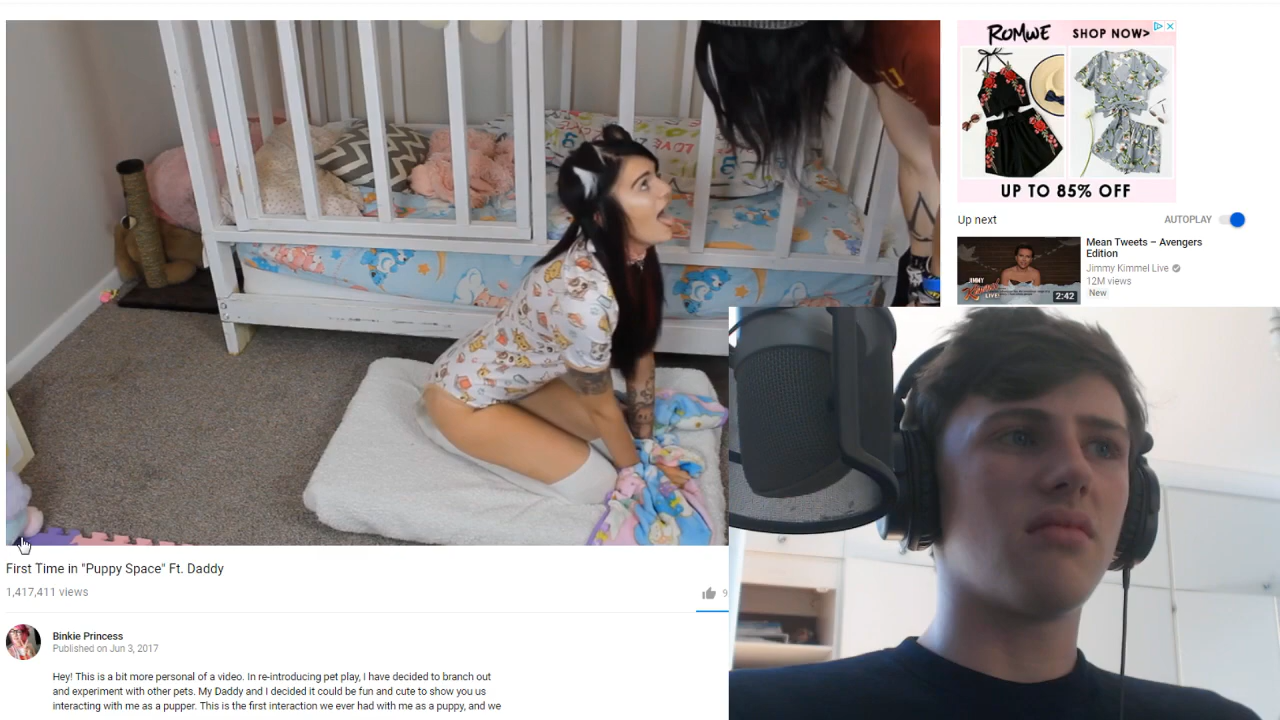 ROMWE SHOP NOW>
UP TO 85% OFF
Up next
AUTOPLAY
Mean Tweets – Avengers
Edition
Jimmy Kimmel Live
12M views
New
2:42
First Time in "Puppy Space" Ft. Daddy
1,417,411 views
9
Binkie Princess
Published on Jun 3, 2017
Hey! This is a bit more personal of a video. In re-introducing pet play, I have decided to branch out
and experiment with other pets. My Daddy and I decided it could be fun and cute to show you us
interacting with me as a pupper. This is the first interaction we ever had with me as a puppy, and we